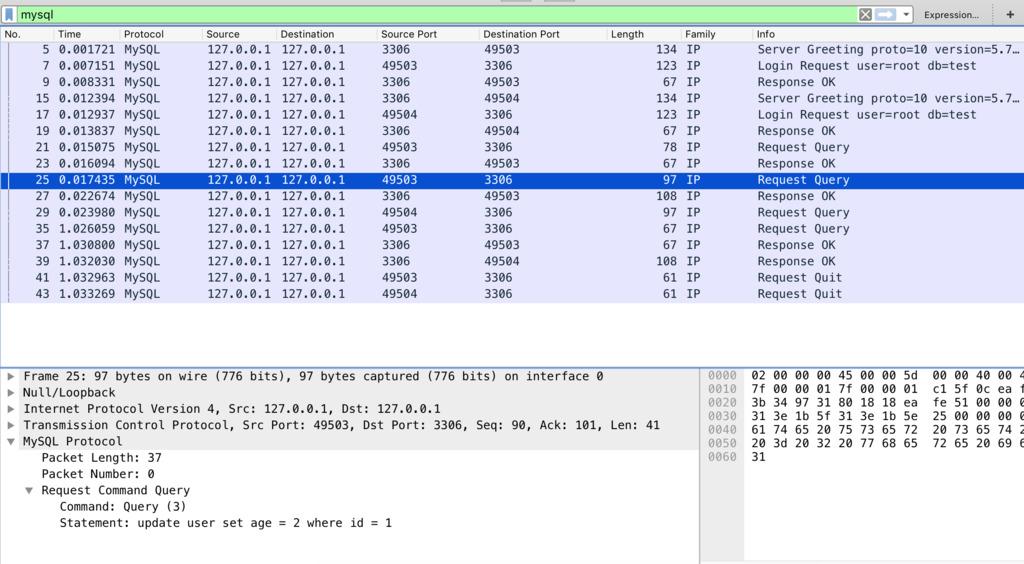 mysql Expression... +
No. Time Protocol Source Destination Source Port Destination Port Length Family Info
5 0.001721 MySQL 127.0.0.1 127.0.0.1 3306 49503 134 IP Server Greeting proto=10 version=5.7…
7 0.007151 MySQL 127.0.0.1 127.0.0.1 49503 3306 123 IP Login Request user=root db=test
9 0.008331 MySQL 127.0.0.1 127.0.0.1 3306 49503 67 IP Response OK
15 0.012394 MySQL 127.0.0.1 127.0.0.1 3306 49504 134 IP Server Greeting proto=10 version=5.7…
17 0.012937 MySQL 127.0.0.1 127.0.0.1 49504 3306 123 IP Login Request user=root db=test
19 0.013837 MySQL 127.0.0.1 127.0.0.1 3306 49504 67 IP Response OK
21 0.015075 MySQL 127.0.0.1 127.0.0.1 49503 3306 78 IP Request Query
23 0.016094 MySQL 127.0.0.1 127.0.0.1 3306 49503 67 IP Response OK
25 0.017435 MySQL 127.0.0.1 127.0.0.1 49503 3306 97 IP Request Query
27 0.022674 MySQL 127.0.0.1 127.0.0.1 3306 49503 108 IP Response OK
29 0.023980 MySQL 127.0.0.1 127.0.0.1 49504 3306 97 IP Request Query
35 1.026059 MySQL 127.0.0.1 127.0.0.1 49503 3306 67 IP Request Query
37 1.030800 MySQL 127.0.0.1 127.0.0.1 3306 49503 67 IP Response OK
39 1.032030 MySQL 127.0.0.1 127.0.0.1 3306 49504 108 IP Response OK
41 1.032963 MySQL 127.0.0.1 127.0.0.1 49503 3306 61 IP Request Quit
43 1.033269 MySQL 127.0.0.1 127.0.0.1 49504 3306 61 IP Request Quit
Frame 25: 97 bytes on wire (776 bits), 97 bytes captured (776 bits) on interface 0
Null/Loopback
Internet Protocol Version 4, Src: 127.0.0.1, Dst: 127.0.0.1
Transmission Control Protocol, Src Port: 49503, Dst Port: 3306, Seq: 90, Ack: 101, Len: 41
MySQL Protocol
Packet Length: 37
Packet Number: 0
Request Command Query
Command: Query (3)
Statement: update user set age = 2 where id = 1
0000 02 00 00 00 45 00 00 5d 00 00 40 00
0010 7f 00 00 01 7f 00 00 01 c1 5f 0c ea
0020 3b 34 97 31 80 18 18 ea fe 51 00 00
0030 31 3e 1b 5f 31 3e 1b 5e 25 00 00 00
0040 61 74 65 20 75 73 65 72 20 73 65 74
0050 20 3d 20 32 20 77 68 65 72 65 20 69
0060 31